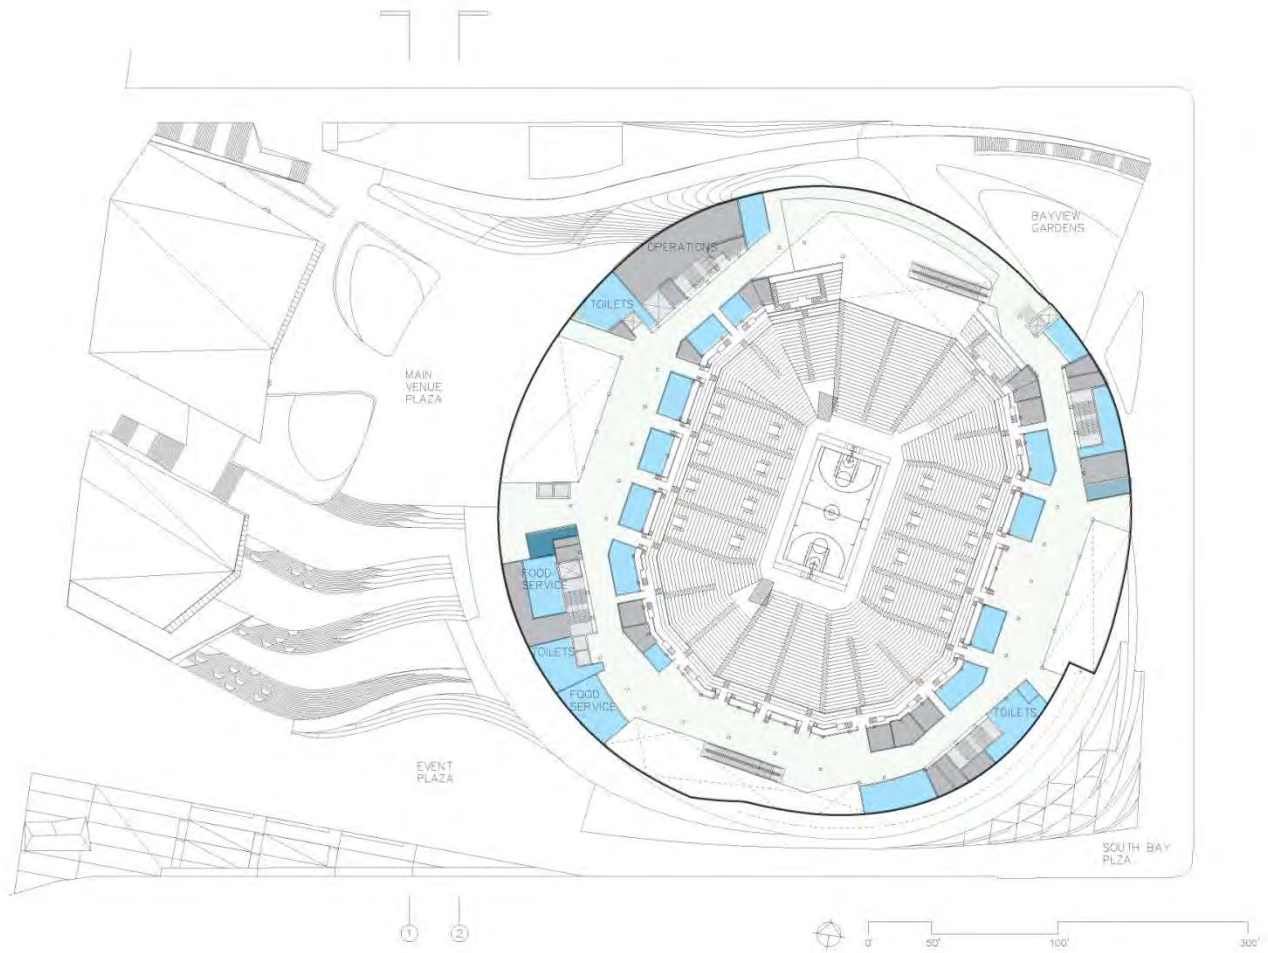 BAYVIEW
GARDENS
OPERATIONS
TOILETS
MAIN
VENUE
PLAZA
FOOD
SERVICE
TOILETS
FOOD
SERVICE
TOILETS
EVENT
PLAZA
SOUTH BAY
PLZA
1
2
0'
50'
100'
300'